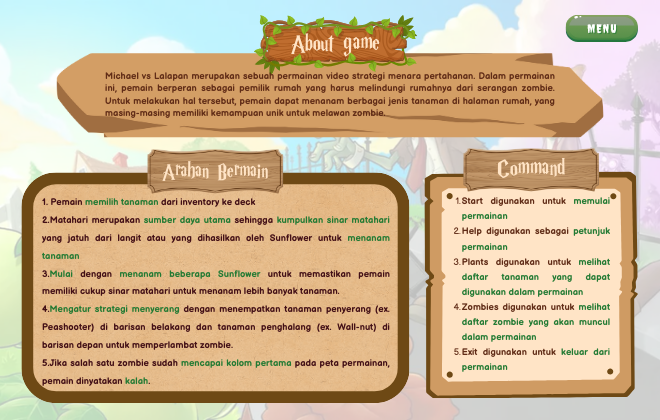 About game
MENU
Michael vs Lalapan merupakan sebuah permainan video strategi menara pertahanan. Dalam permainan
ini, pemain berperan sebagai pemilik rumah yang harus melindungi rumahnya dari serangan zombie.
Untuk melakukan hal tersebut, pemain dapat menanam berbagai jenis tanaman di halaman rumah, yang
masing-masing memiliki kemampuan unik untuk melawan zombie.
Arahan Bermain
1. Pemain memilih tanaman dari inventory ke deck
2.Matahari merupakan sumber daya utama sehingga kumpulkan sinar matahari
yang jatuh dari langit atau yang dihasilkan oleh Sunflower untuk menanam
tanaman
3.Mulai dengan menanam beberapa Sunflower untuk memastikan pemain
memiliki cukup sinar matahari untuk menanam lebih banyak tanaman.
4.Mengatur strategi menyerang dengan menempatkan tanaman penyerang (ex.
Peashooter) di barisan belakang dan tanaman penghalang (ex. Wall-nut) di
barisan depan untuk memperlambat zombie.
5.Jika salah satu zombie sudah mencapai kolom pertama pada peta permainan,
pemain dinyatakan kalah.
Command
1.Start digunakan untuk memulai
permainan
2.Help digunakan sebagai petunjuk
permainan
3.Plants digunakan untuk melihat
daftar tanaman yang dapat
digunakan dalam permainan
4.Zombies digunakan untuk melihat
daftar zombie yang akan muncul
dalam permainan
5.Exit digunakan untuk keluar dari
permainan